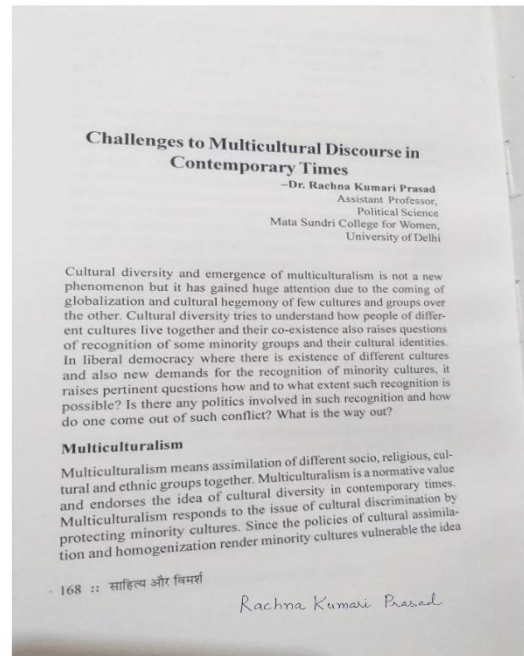 Challenges to Multicultural Discourse in
Contemporary Times
–Dr. Rachna Kumari Prasad
Assistant Professor,
Political Science
Mata Sundri College for Women,
University of Delhi
Cultural diversity and emergence of multiculturalism is not a new
phenomenon but it has gained huge attention due to the coming of
globalization and cultural hegemony of few cultures and groups over
the other. Cultural diversity tries to understand how people of differ-
ent cultures live together and their co-existence also raises questions
of recognition of some minority groups and their cultural identities.
In liberal democracy where there is existence of different cultures
and also new demands for the recognition of minority cultures, it
raises pertinent questions how and to what extent such recognition is
possible? Is there any politics involved in such recognition and how
do one come out of such conflict? What is the way out?
Multiculturalism
Multiculturalism means assimilation of different socio, religious, cul-
tural and ethnic groups together. Multiculturalism is a normative value
and endorses the idea of cultural diversity in contemporary times.
Multiculturalism responds to the issue of cultural discrimination by
protecting minority cultures. Since the policies of cultural assimila-
tion and homogenization render minority cultures vulnerable the idea
168 :: साहित्य और विमर्श
Rachna Kumari Prasad